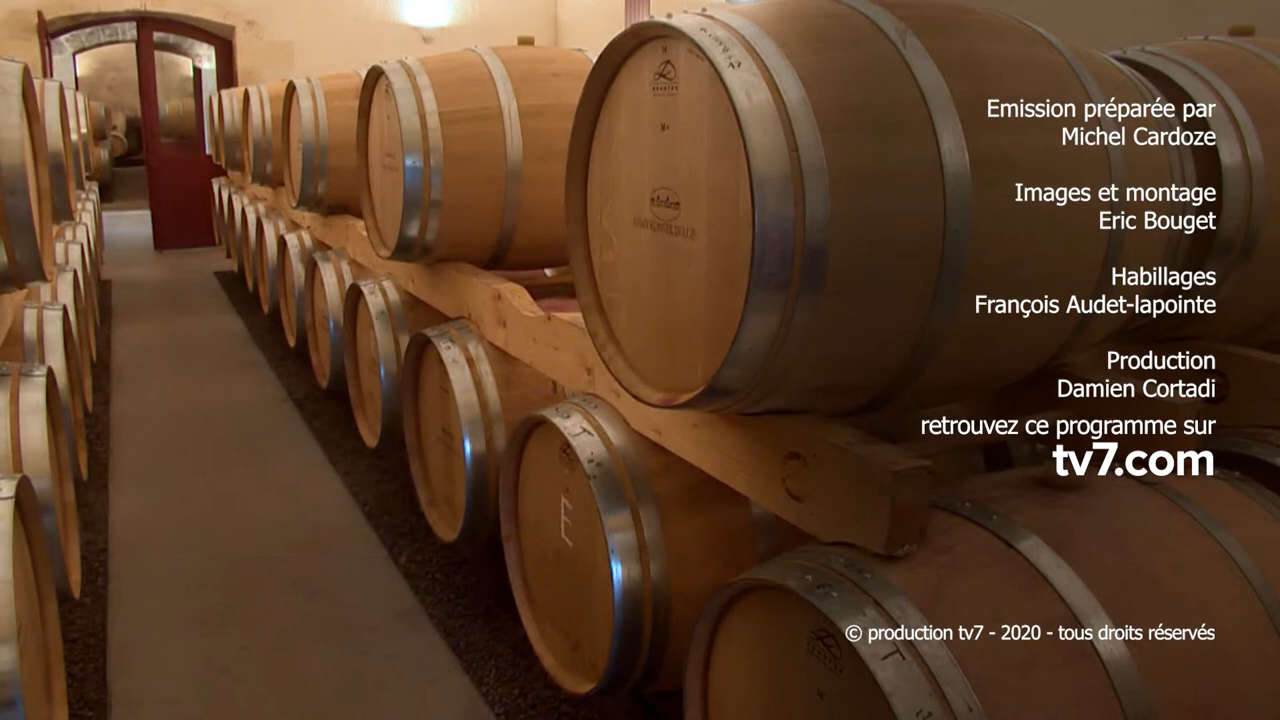 Emission préparée par
Michel Cardoze
Images et montage
Eric Bouget
Habillages
François Audet-lapointe
Production
Damien Cortadi
retrouvez ce programme sur
tv7.com
© production tv7 - 2020 - tous droits réservés